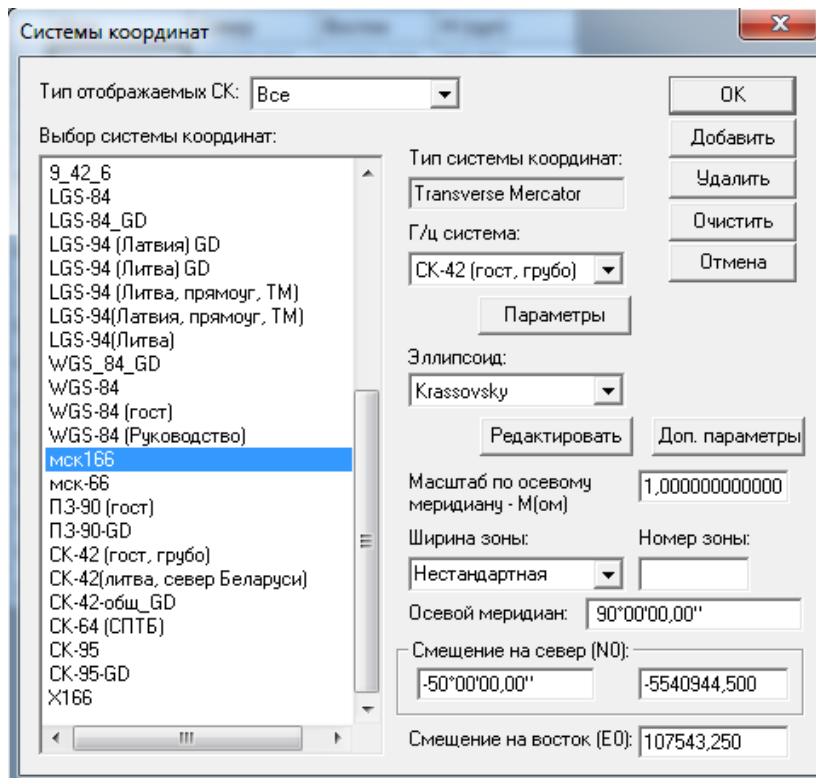 Системы координат
Тип отображаемых СК: Все
Выбор системы координат:
9_42_6
LGS-84
LGS-84_GD
LGS-94 (Латвия) GD
LGS-94 (Литва) GD
LGS-94 (Литва, прямоуг, ТМ)
LGS-94(Латвия, прямоуг, ТМ)
LGS-94(Литва)
WGS_84_GD
WGS-84
WGS-84 (гост)
WGS-84 (Руководство)
мск166
мск-66
ПЗ-90 (гост)
ПЗ-90-GD
СК-42 (гост, грубо)
СК-42(литва, север Беларуси)
СК-42-общ_GD
СК-64 (СПТБ)
СК-95
СК-95-GD
X166
Тип системы координат:
Transverse Mercator
Г/ц система:
СК-42 (гост, грубо)
Параметры
Эллипсоид:
Krassovsky
Редактировать
Доп. параметры
Масштаб по осевому
меридиану - М(ом)
1,000000000000
Ширина зоны:
Номер зоны:
Нестандартная
Осевой меридиан: 90°00'00,00''
Смещение на север (N0):
-50°00'00,00''
-5540944,500
Смещение на восток (E0): 107543,250
OK
Добавить
Удалить
Очистить
Отмена